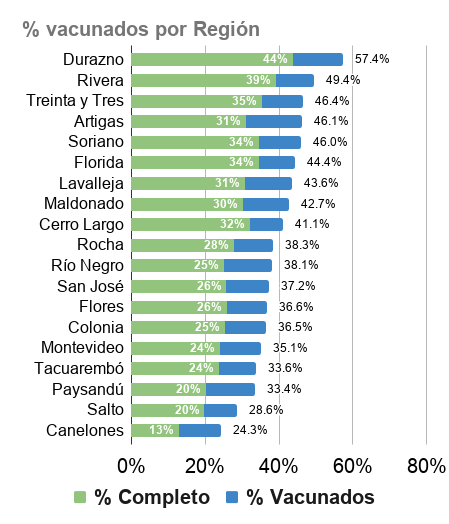 % vacunados por Región
Durazno 44% 57.4%
Rivera 39% 49.4%
Treinta y Tres 35% 46.4%
Artigas 31% 46.1%
Soriano 34% 46.0%
Florida 34% 44.4%
Lavalleja 31% 43.6%
Maldonado 30% 42.7%
Cerro Largo 32% 41.1%
Rocha 28% 38.3%
Río Negro 25% 38.1%
San José 26% 37.2%
Flores 26% 36.6%
Colonia 25% 36.5%
Montevideo 24% 35.1%
Tacuarembó 24% 33.6%
Paysandú 20% 33.4%
Salto 20% 28.6%
Canelones 13% 24.3%
0% 20% 40% 60% 80%
% Completo % Vacunados